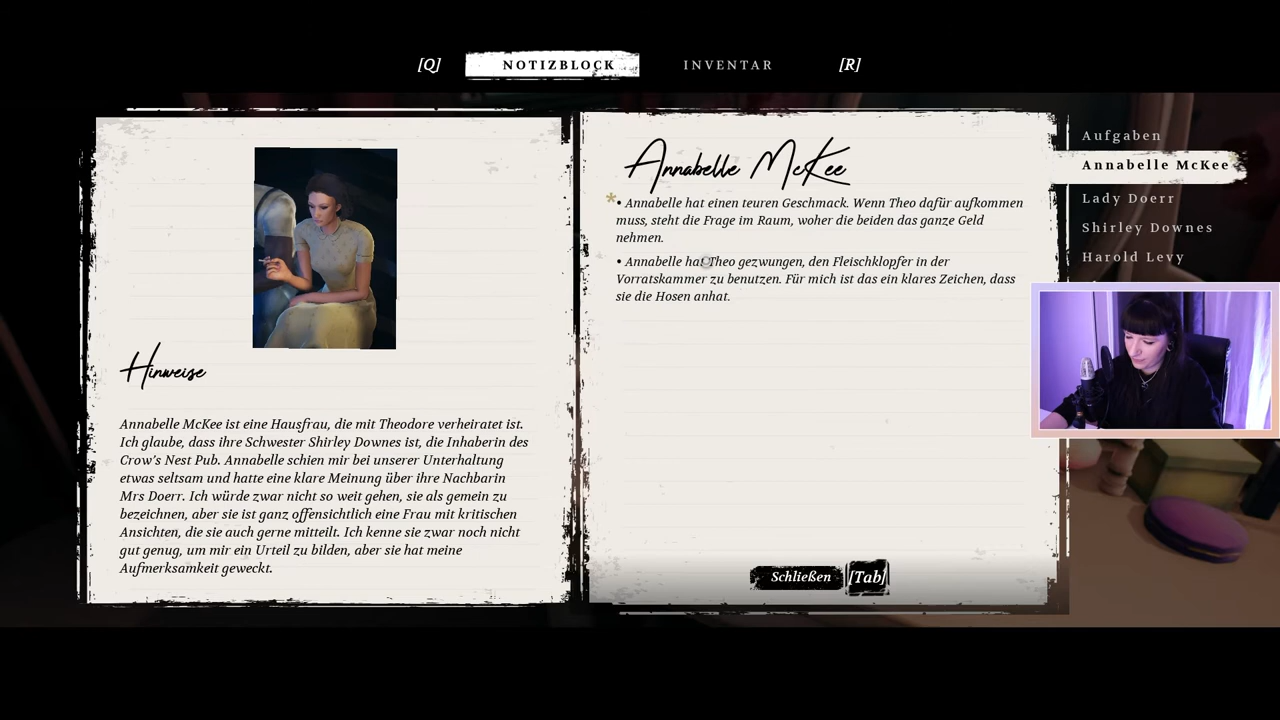 [Q] NOTIZBLOCK INVENTAR [R]
Hinweise
Annabelle McKee ist eine Hausfrau, die mit Theodore verheiratet ist.
Ich glaube, dass ihre Schwester Shirley Downes ist, die Inhaberin des
Crow's Nest Pub. Annabelle schien mir bei unserer Unterhaltung
etwas seltsam und hatte eine klare Meinung über ihre Nachbarin
Mrs Doerr. Ich würde zwar nicht so weit gehen, sie als gemein zu
bezeichnen, aber sie ist ganz offensichtlich eine Frau mit kritischen
Ansichten, die sie auch gerne mitteilt. Ich kenne sie zwar noch nicht
gut genug, um mir ein Urteil zu bilden, aber sie hat meine
Aufmerksamkeit geweckt.
Annabelle McKee
* • Annabelle hat einen teuren Geschmack. Wenn Theo dafür aufkommen
muss, steht die Frage im Raum, woher die beiden das ganze Geld
nehmen.
• Annabelle hat Theo gezwungen, den Fleischklopfer in der
Vorratskammer zu benutzen. Für mich ist das ein klares Zeichen, dass
sie die Hosen anhat.
Schließen [Tab]
Aufgaben
Annabelle McKee
Lady Doerr
Shirley Downes
Harold Levy